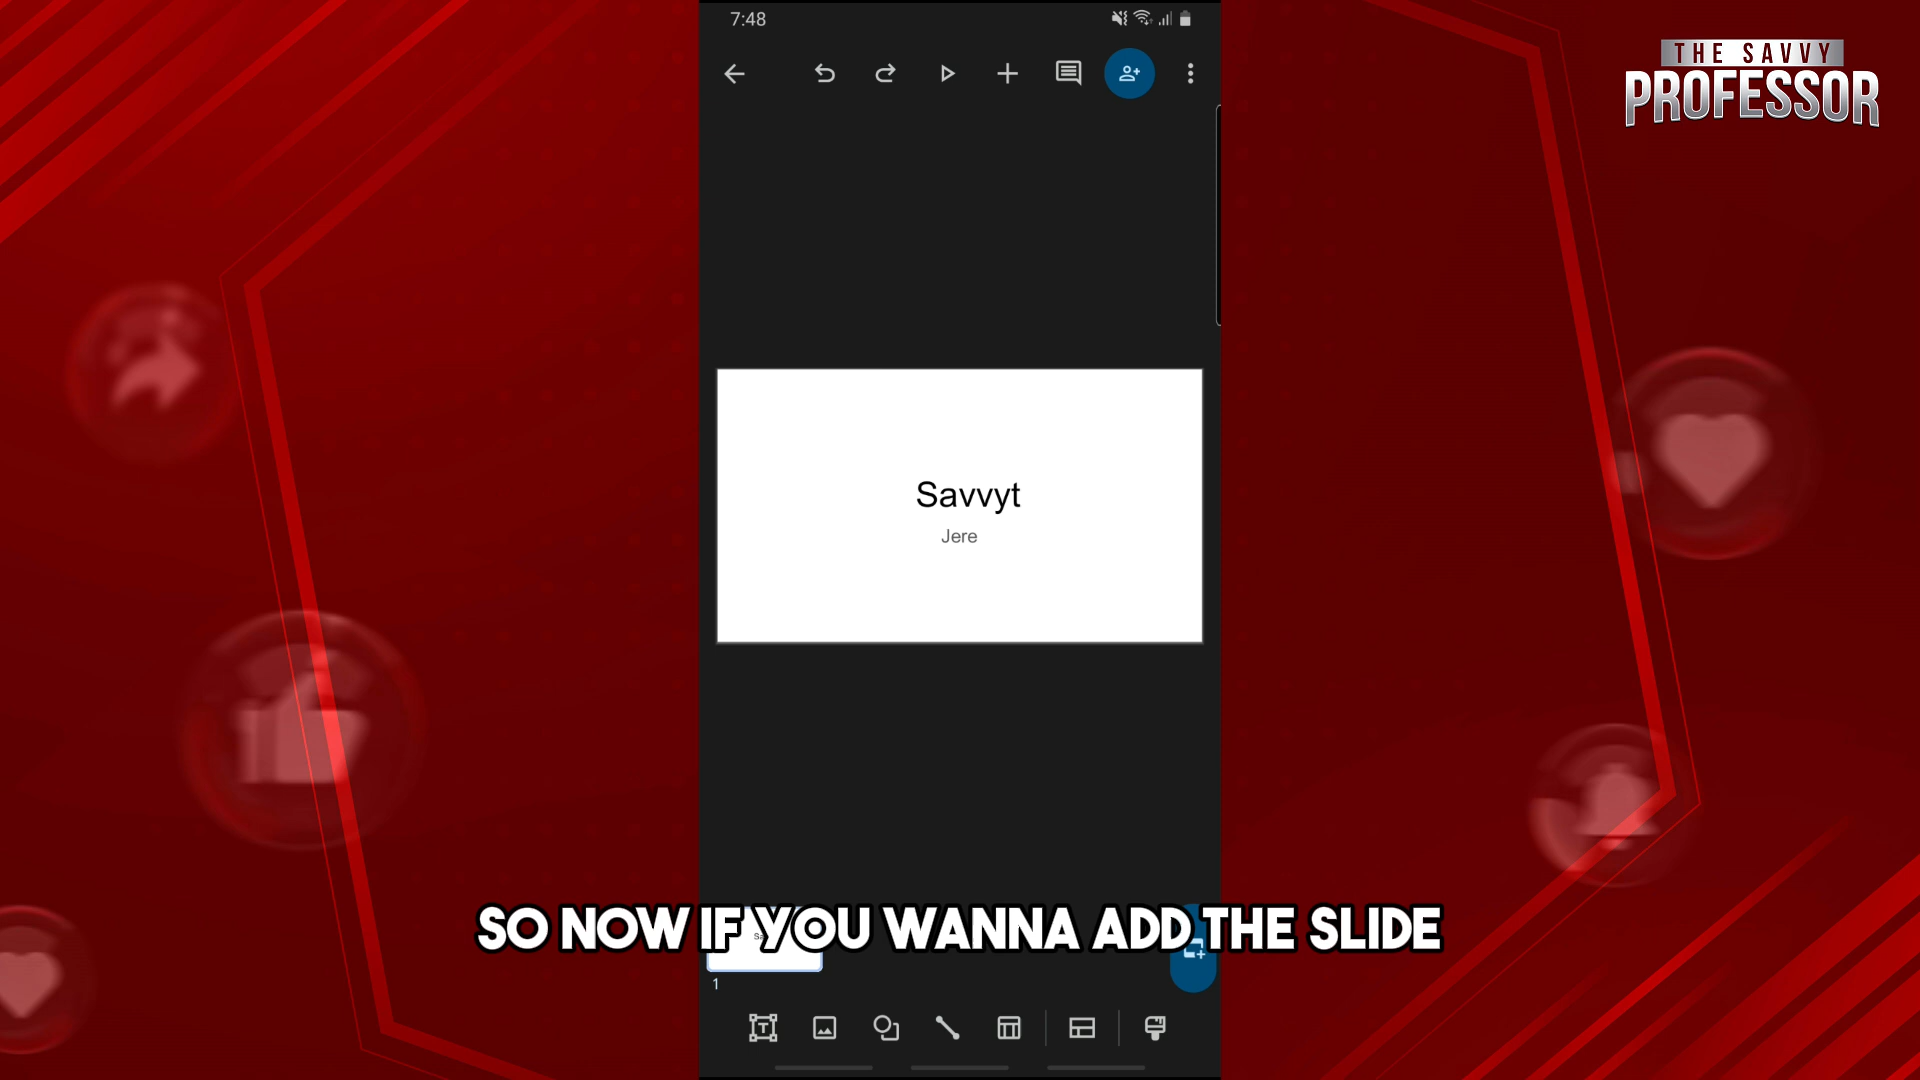 7:48
THE SAVVY
PROFESSOR
Savvyt
Jere
SO NOW IF YOU WANNA ADD THE SLIDE
1